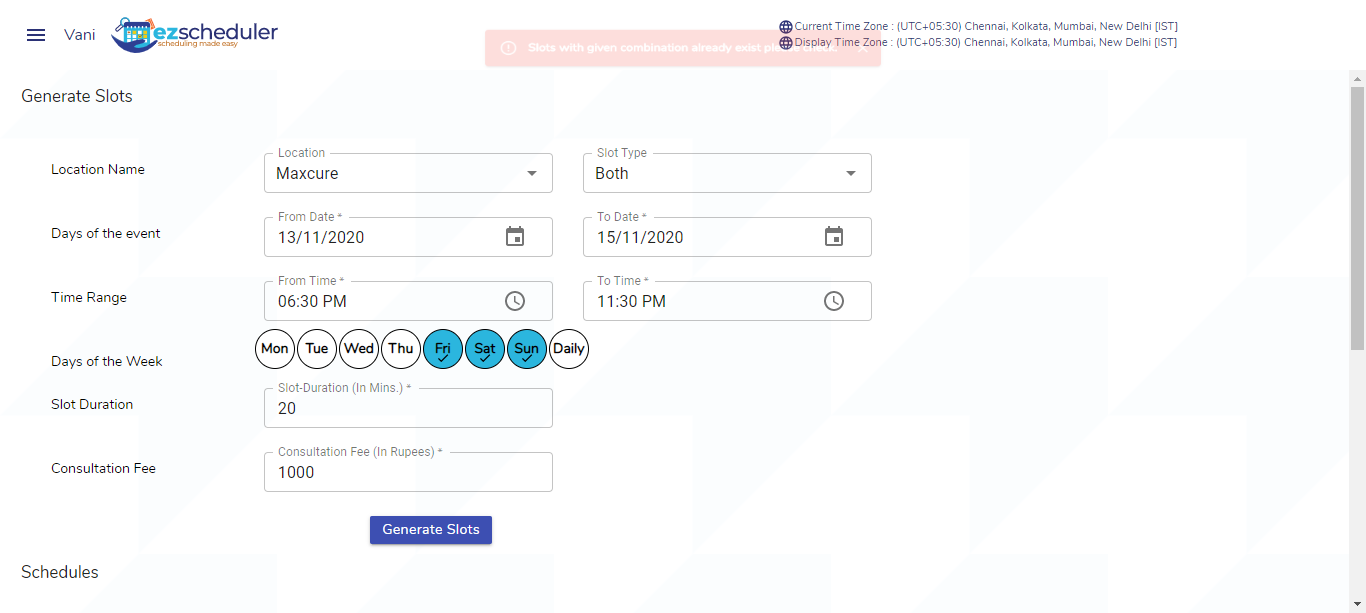 Vani
ezscheduler
scheduling made easy
Slots with given combination already exist
Current Time Zone : (UTC+05:30) Chennai, Kolkata, Mumbai, New Delhi [IST]
Display Time Zone : (UTC+05:30) Chennai, Kolkata, Mumbai, New Delhi [IST]
Generate Slots
Location Name
Location
Maxcure
Slot Type
Both
Days of the event
From Date *
13/11/2020
To Date *
15/11/2020
Time Range
From Time *
06:30 PM
To Time *
11:30 PM
Days of the Week
Mon Tue Wed Thu Fri Sat Sun Daily
Slot Duration
Slot-Duration (In Mins.) *
20
Consultation Fee
Consultation Fee (In Rupees) *
1000
Generate Slots
Schedules